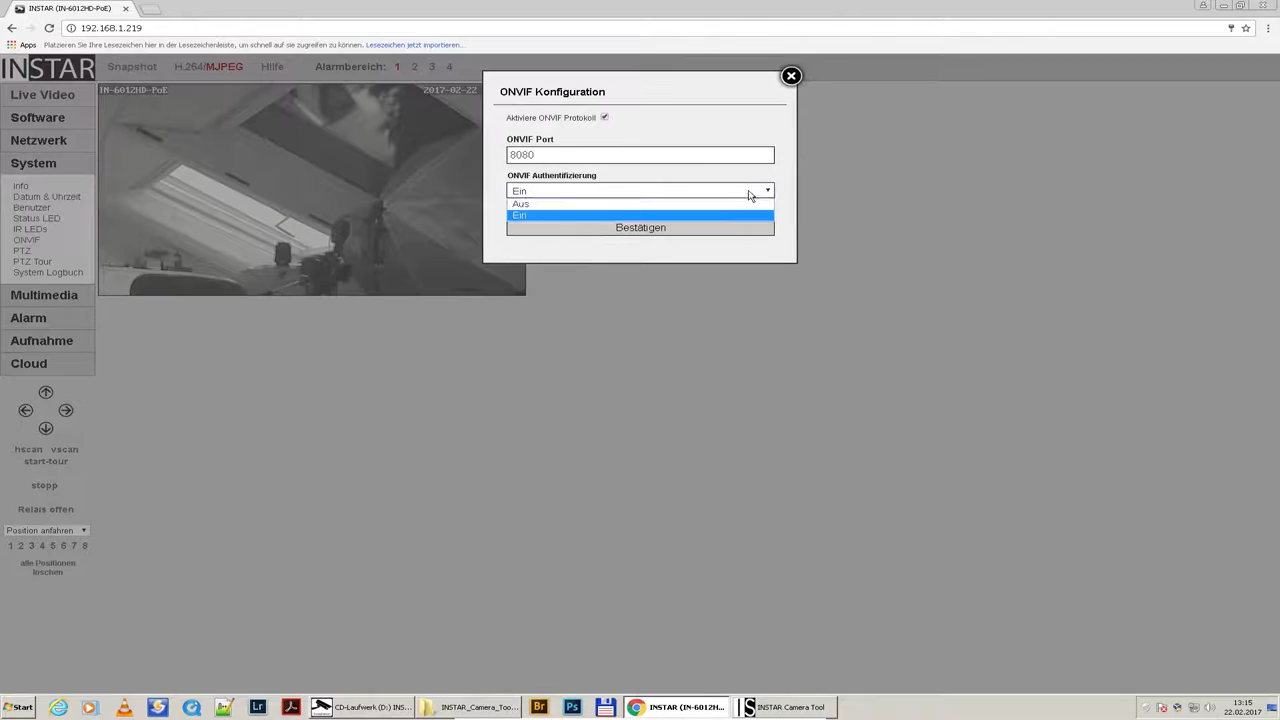 INSTAR (IN-6012HD-PoE)
192.168.1.219
Apps Platzieren Sie Ihre Lesezeichen hier in der Lesezeichenleiste, um schnell auf sie zugreifen zu können. Lesezeichen jetzt importieren...
INSTAR Snapshot H.264/MJPEG Hilfe Alarmbereich: 1 2 3 4
IN-6012HD-PoE 2017-02-22
Live Video
Software
Netzwerk
System
Info
Datum & Uhrzeit
Benutzer
Status LED
IR LEDs
ONVIF
PTZ
PTZ Tour
System Logbuch
Multimedia
Alarm
Aufnahme
Cloud
hscan vscan
start-tour
stopp
Relais offen
Position anfahren
1 2 3 4 5 6 7 8
alle Positionen
löschen
ONVIF Konfiguration
Aktiviere ONVIF Protokoll
ONVIF Port
8080
ONVIF Authentifizierung
Ein
Aus
Ein
Bestätigen
Start Lr CD-Laufwerk (D:) INS... INSTAR_Camera_Too... Br Ps INSTAR (IN-6012H... INSTAR Camera Tool
13:15
22.02.2017